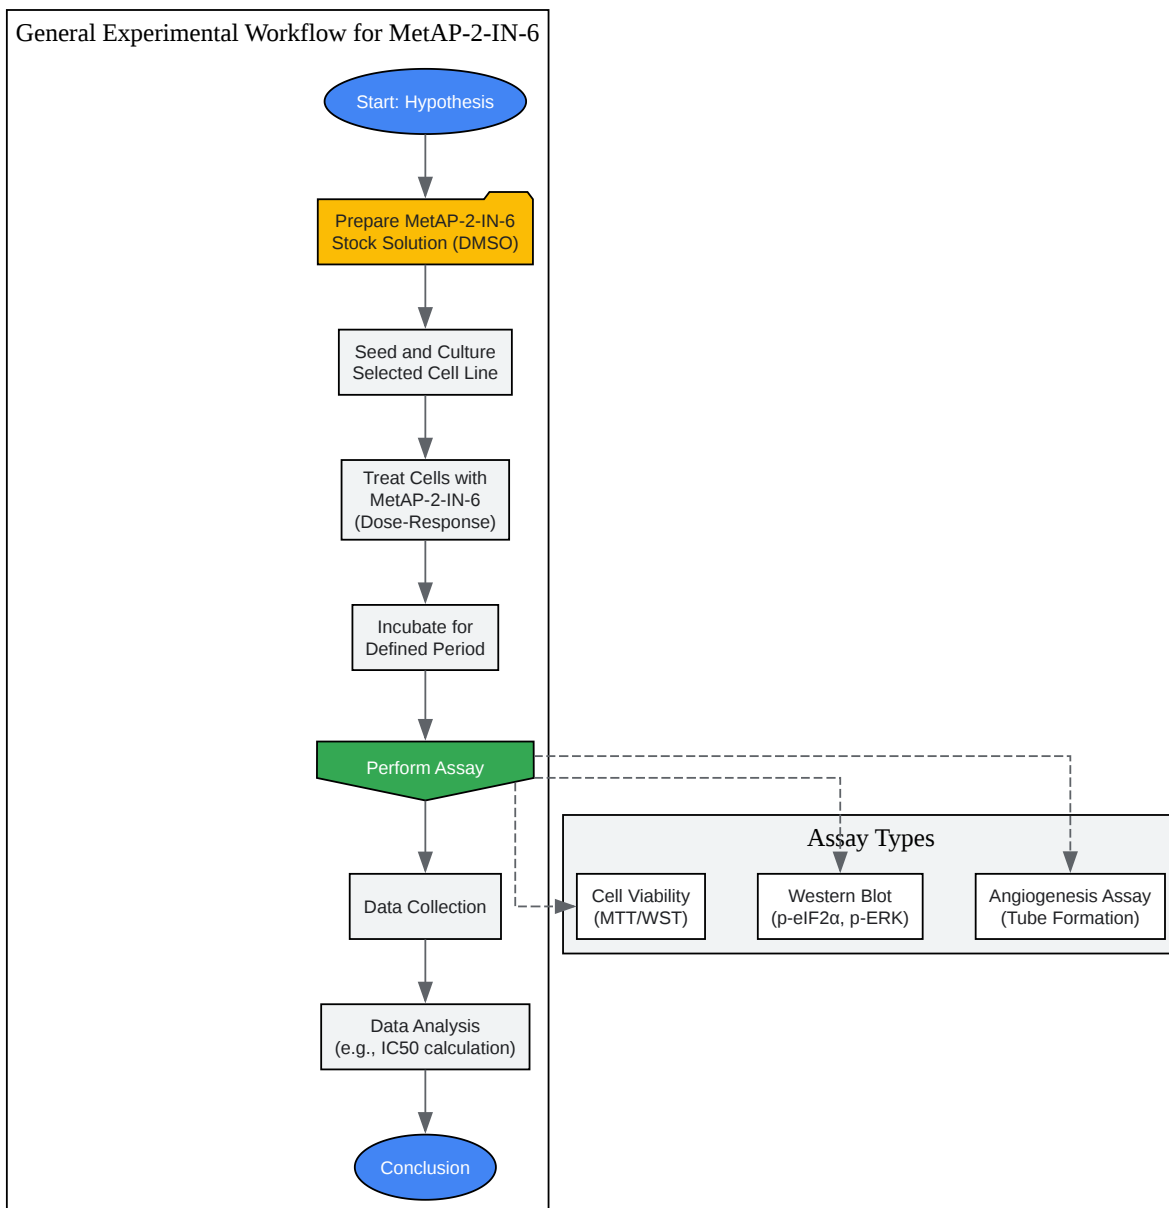 General Experimental Workflow for MetAP-2-IN-6
Start: Hypothesis
Prepare MetAP-2-IN-6
Stock Solution (DMSO)
Seed and Culture
Selected Cell Line
Treat Cells with
MetAP-2-IN-6
(Dose-Response)
Incubate for
Defined Period
Perform Assay
Assay Types
Cell Viability
(MTT/WST)
Western Blot
(p-eIF2α, p-ERK)
Angiogenesis Assay
(Tube Formation)
Data Collection
Data Analysis
(e.g., IC50 calculation)
Conclusion